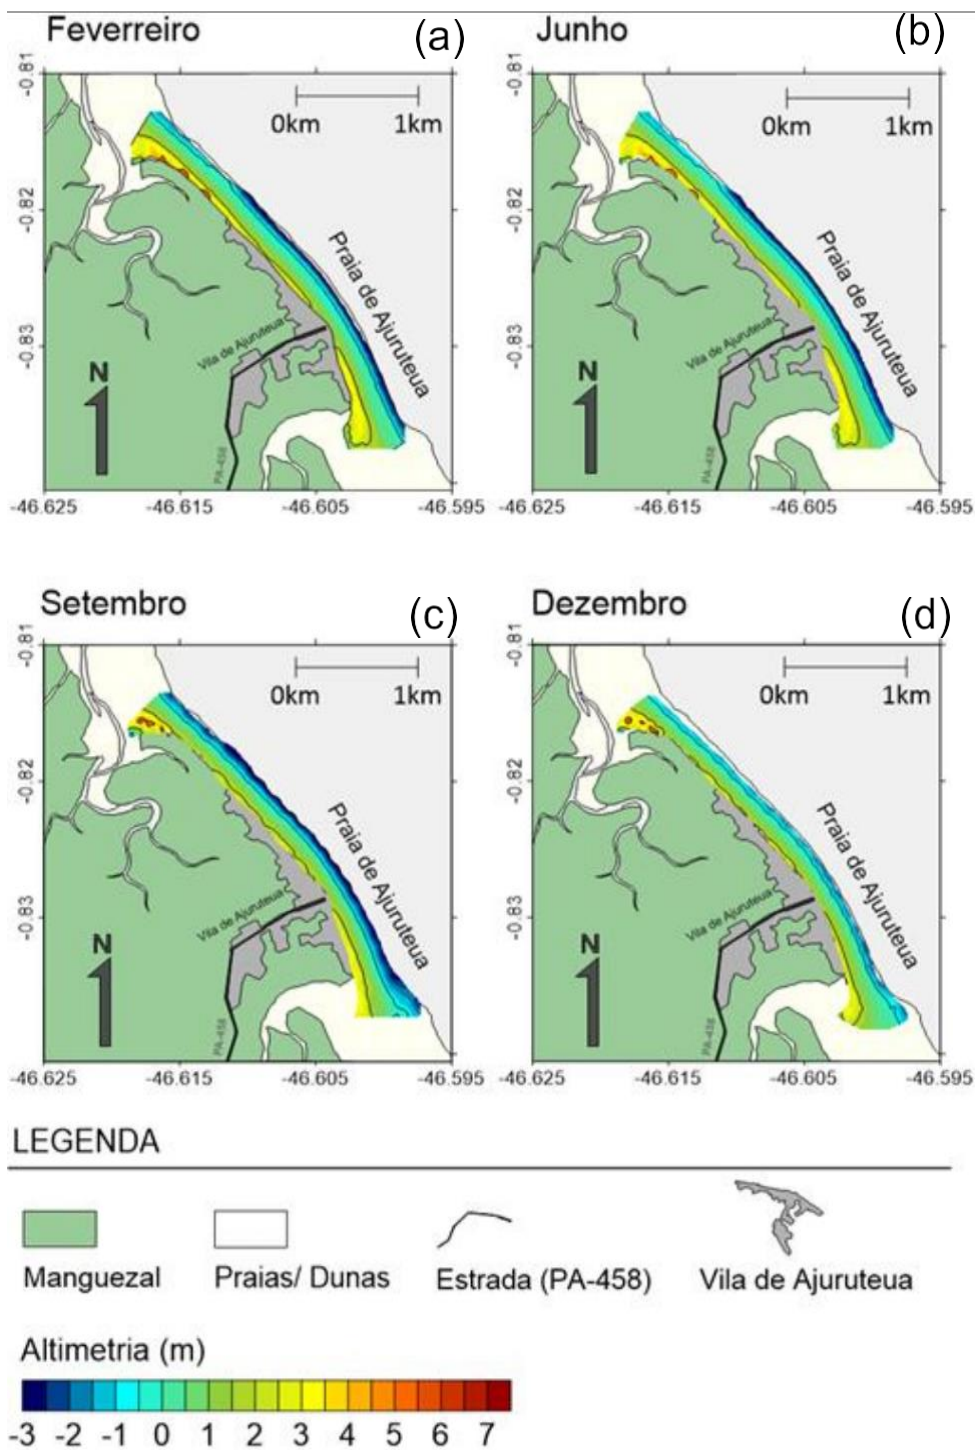 Feverreiro (a)
-0.81
-0.82
-0.83
0km 1km
Praia de Ajuruteua
Vila de Ajuruteua
N
PA-458
-46.625 -46.615 -46.605 -46.595
Junho (b)
-0.81
-0.82
-0.83
0km 1km
Praia de Ajuruteua
Vila de Ajuruteua
N
PA-458
-46.625 -46.615 -46.605 -46.595
Setembro (c)
-0.81
-0.82
-0.83
0km 1km
Praia de Ajuruteua
Vila de Ajuruteua
N
PA-458
-46.625 -46.615 -46.605 -46.595
Dezembro (d)
-0.81
-0.82
-0.83
0km 1km
Praia de Ajuruteua
Vila de Ajuruteua
N
PA-458
-46.625 -46.615 -46.605 -46.595
LEGENDA
Manguezal Praias/ Dunas Estrada (PA-458) Vila de Ajuruteua
Altimetria (m)
-3 -2 -1 0 1 2 3 4 5 6 7